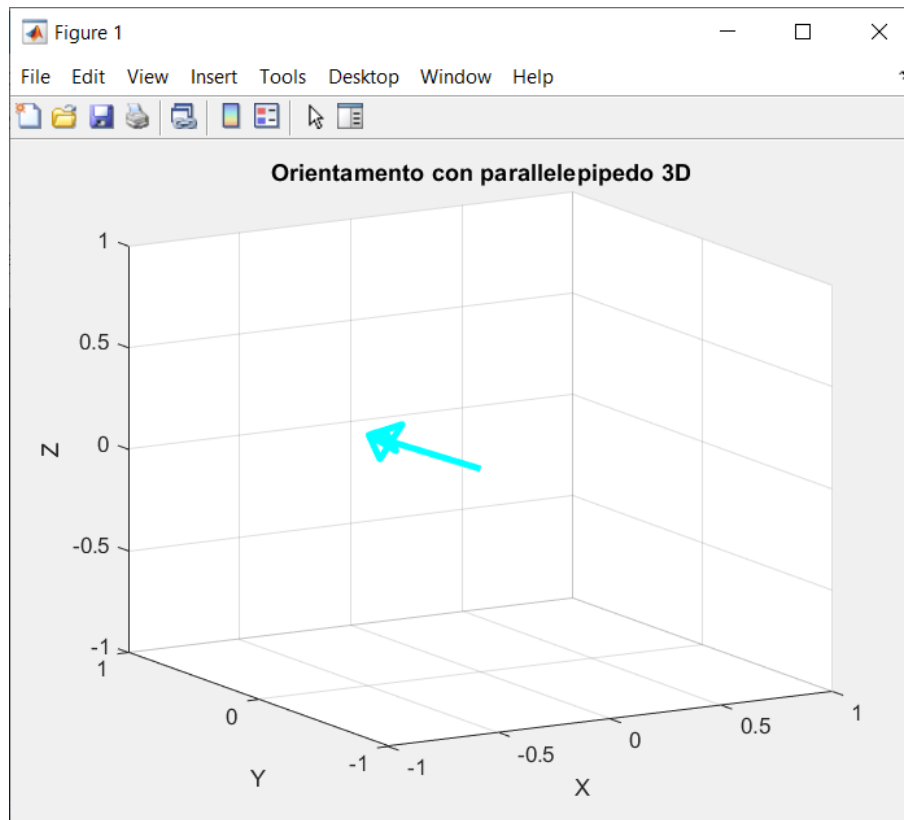 Figure 1
File Edit View Insert Tools Desktop Window Help
Orientamento con parallelepipedo 3D
1
0.5
0
-0.5
-1
Z
1
0
-1
Y
-1
-0.5
0
0.5
1
X